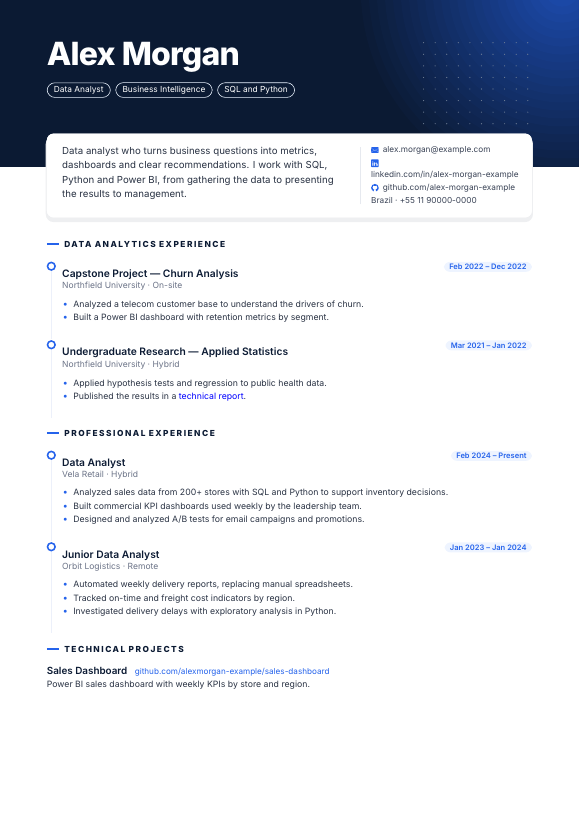 Alex Morgan
Data Analyst
Business Intelligence
SQL and Python
Data analyst who turns business questions into metrics,
dashboards and clear recommendations. I work with SQL,
Python and Power BI, from gathering the data to presenting
the results to management.
alex.morgan@example.com
linkedin.com/in/alex-morgan-example
github.com/alex-morgan-example
Brazil · +55 11 90000-0000
DATA ANALYTICS EXPERIENCE
Feb 2022 – Dec 2022
Capstone Project — Churn Analysis
Northfield University · On-site
• Analyzed a telecom customer base to understand the drivers of churn.
• Built a Power BI dashboard with retention metrics by segment.
Mar 2021 – Jan 2022
Undergraduate Research — Applied Statistics
Northfield University · Hybrid
• Applied hypothesis tests and regression to public health data.
• Published the results in a technical report.
PROFESSIONAL EXPERIENCE
Feb 2024 – Present
Data Analyst
Vela Retail · Hybrid
• Analyzed sales data from 200+ stores with SQL and Python to support inventory decisions.
• Built commercial KPI dashboards used weekly by the leadership team.
• Designed and analyzed A/B tests for email campaigns and promotions.
Jan 2023 – Jan 2024
Junior Data Analyst
Orbit Logistics · Remote
• Automated weekly delivery reports, replacing manual spreadsheets.
• Tracked on-time and freight cost indicators by region.
• Investigated delivery delays with exploratory analysis in Python.
TECHNICAL PROJECTS
Sales Dashboard github.com/alexmorgan-example/sales-dashboard
Power BI sales dashboard with weekly KPIs by store and region.